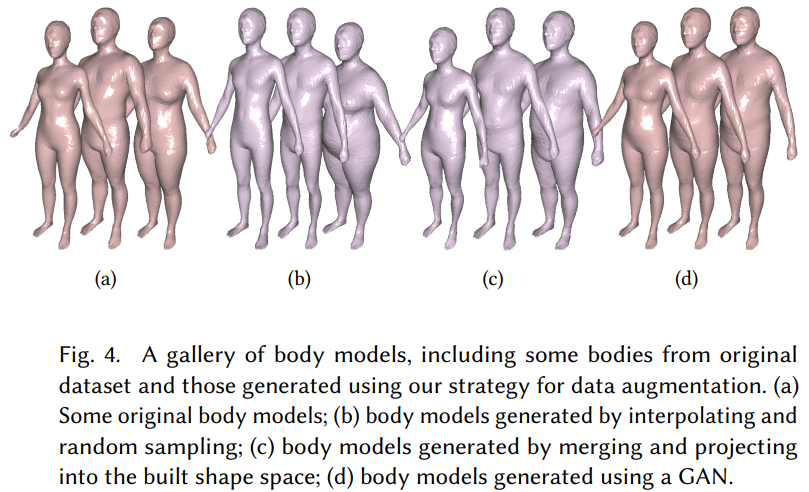 (a) (b) (c) (d)
Fig. 4. A gallery of body models, including some bodies from original
dataset and those generated using our strategy for data augmentation. (a)
Some original body models; (b) body models generated by interpolating and
random sampling; (c) body models generated by merging and projecting
into the built shape space; (d) body models generated using a GAN.